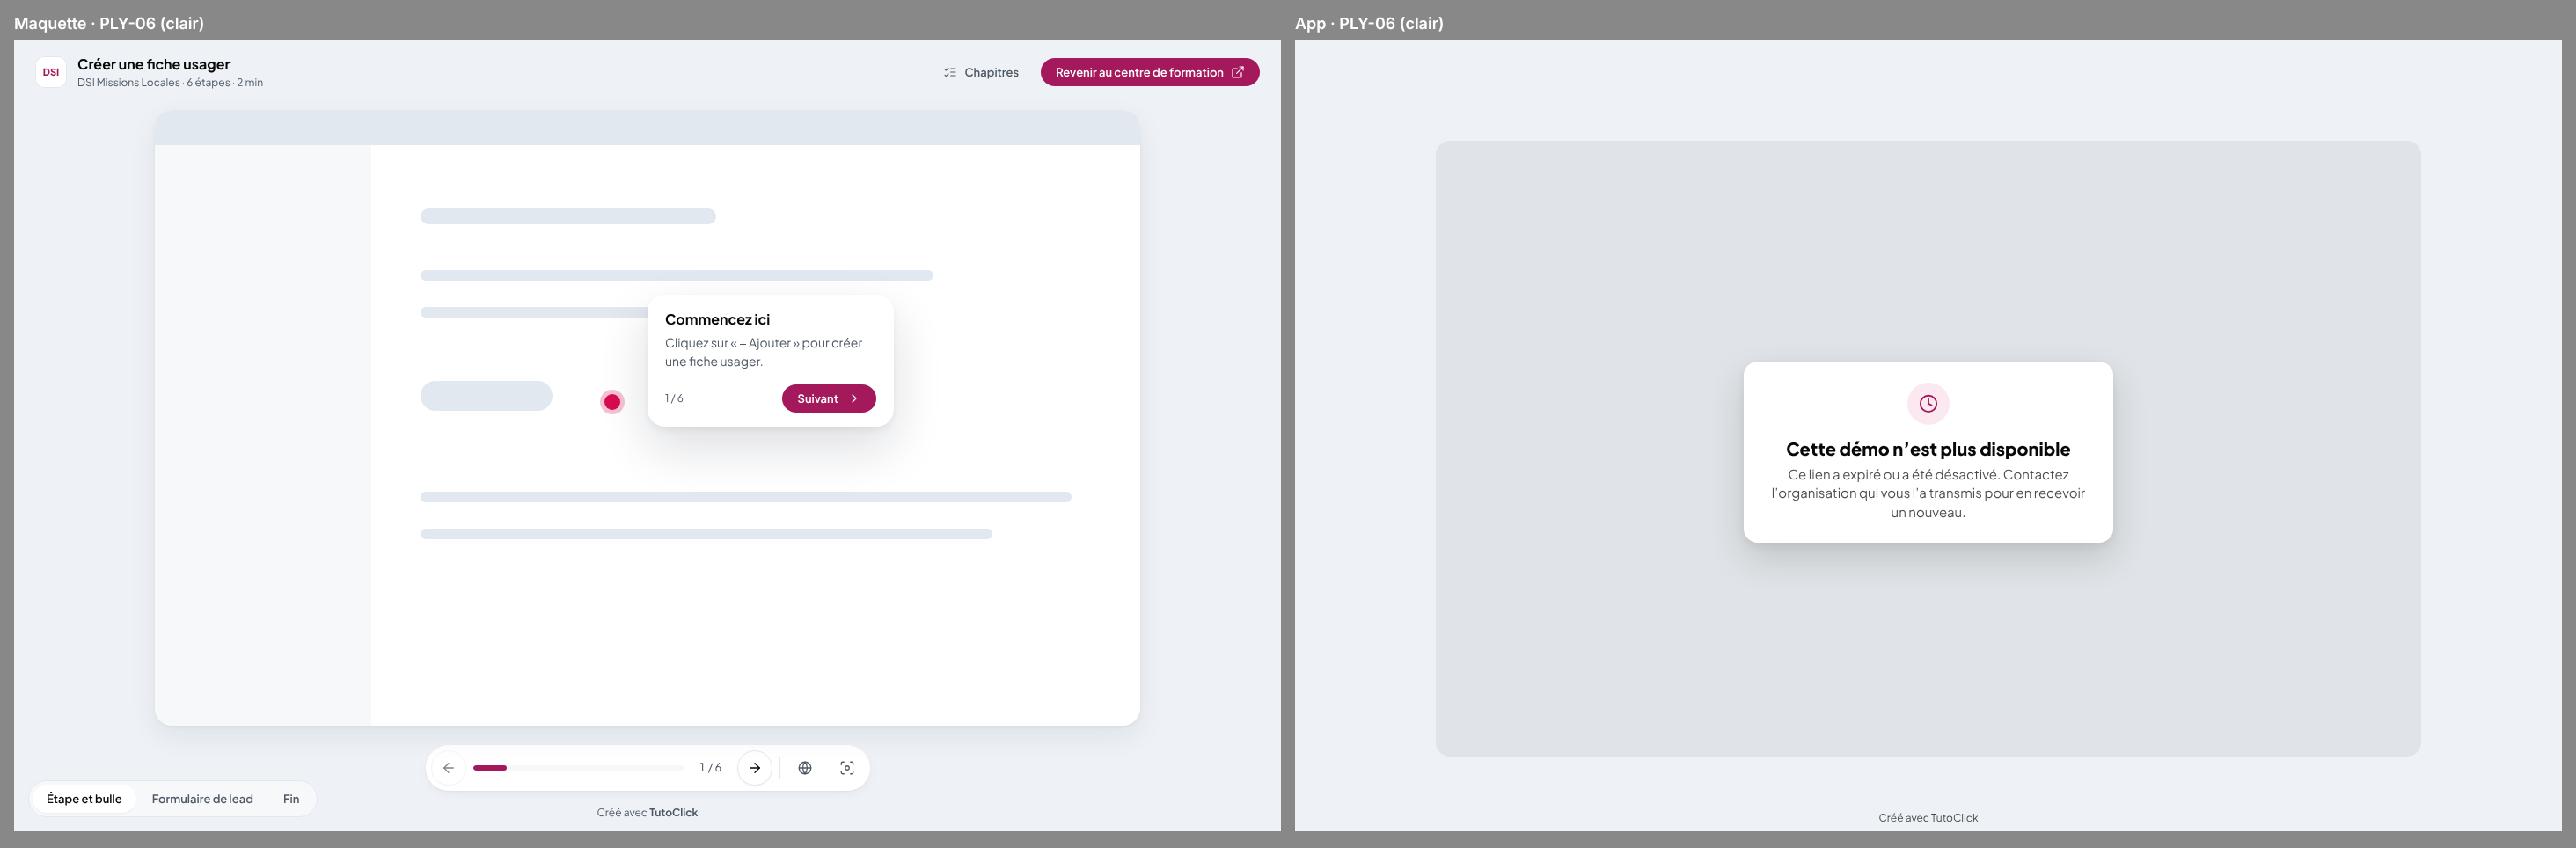 Maquette · PLY-06 (clair)
DSI
Créer une fiche usager
DSI Missions Locales · 6 étapes · 2 min
Chapitres
Revenir au centre de formation
Commencez ici
Cliquez sur « + Ajouter » pour créer
une fiche usager.
1 / 6
Suivant
1 / 6
Étape et bulle
Formulaire de lead
Fin
Créé avec TutoClick
App · PLY-06 (clair)
Cette démo n’est plus disponible
Ce lien a expiré ou a été désactivé. Contactez
l’organisation qui vous l’a transmis pour en recevoir
un nouveau.
Créé avec TutoClick